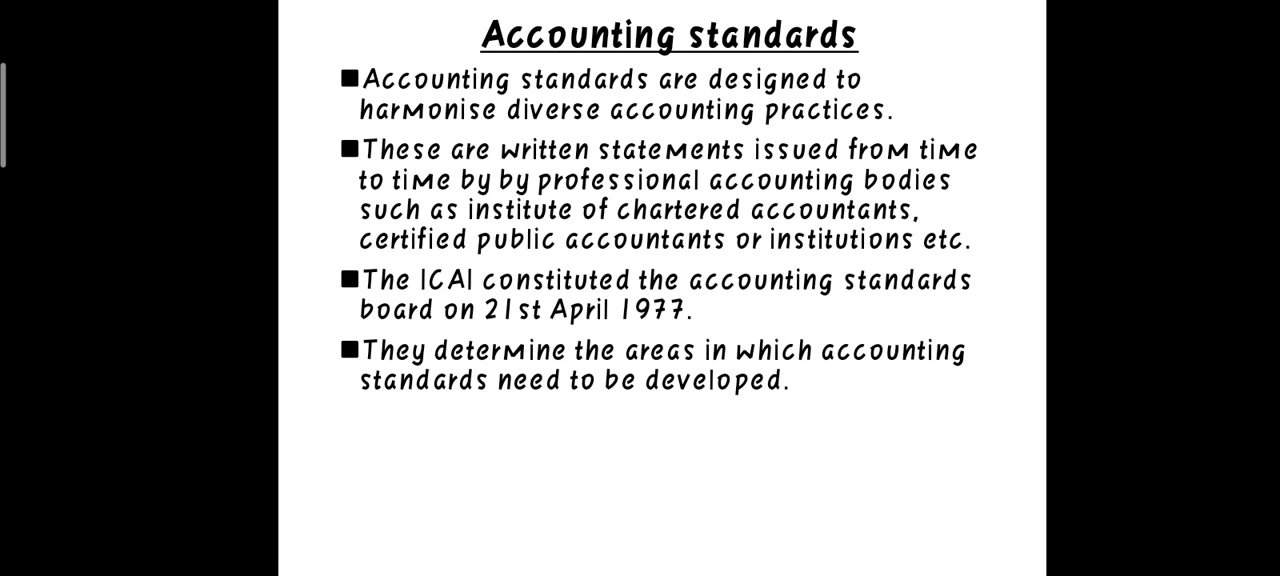 Accounting standards
■Accounting standards are designed to
harmonise diverse accounting practices.
■These are written statements issued from time
to time by by professional accounting bodies
such as institute of chartered accountants,
certified public accountants or institutions etc.
■The ICAI constituted the accounting standards
board on 21st April 1977.
■They determine the areas in which accounting
standards need to be developed.